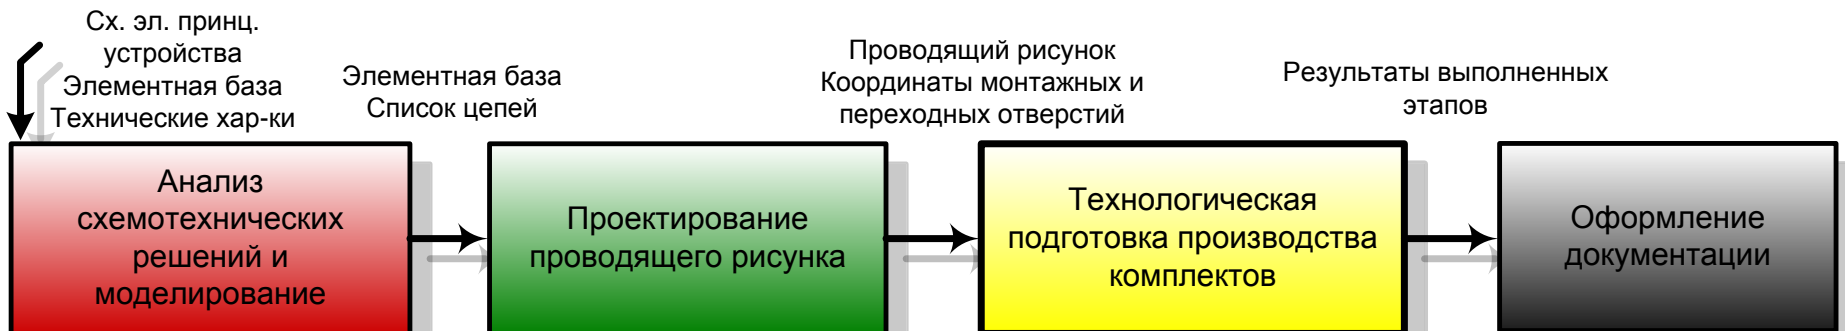 Сх. эл. принц.
устройства
Элементная база
Технические хар-ки
Элементная база
Список цепей
Проводящий рисунок
Координаты монтажных и
переходных отверстий
Результаты выполненных
этапов
Анализ
схемотехнических
решений и
моделирование
Проектирование
проводящего рисунка
Технологическая
подготовка производства
комплектов
Оформление
документации